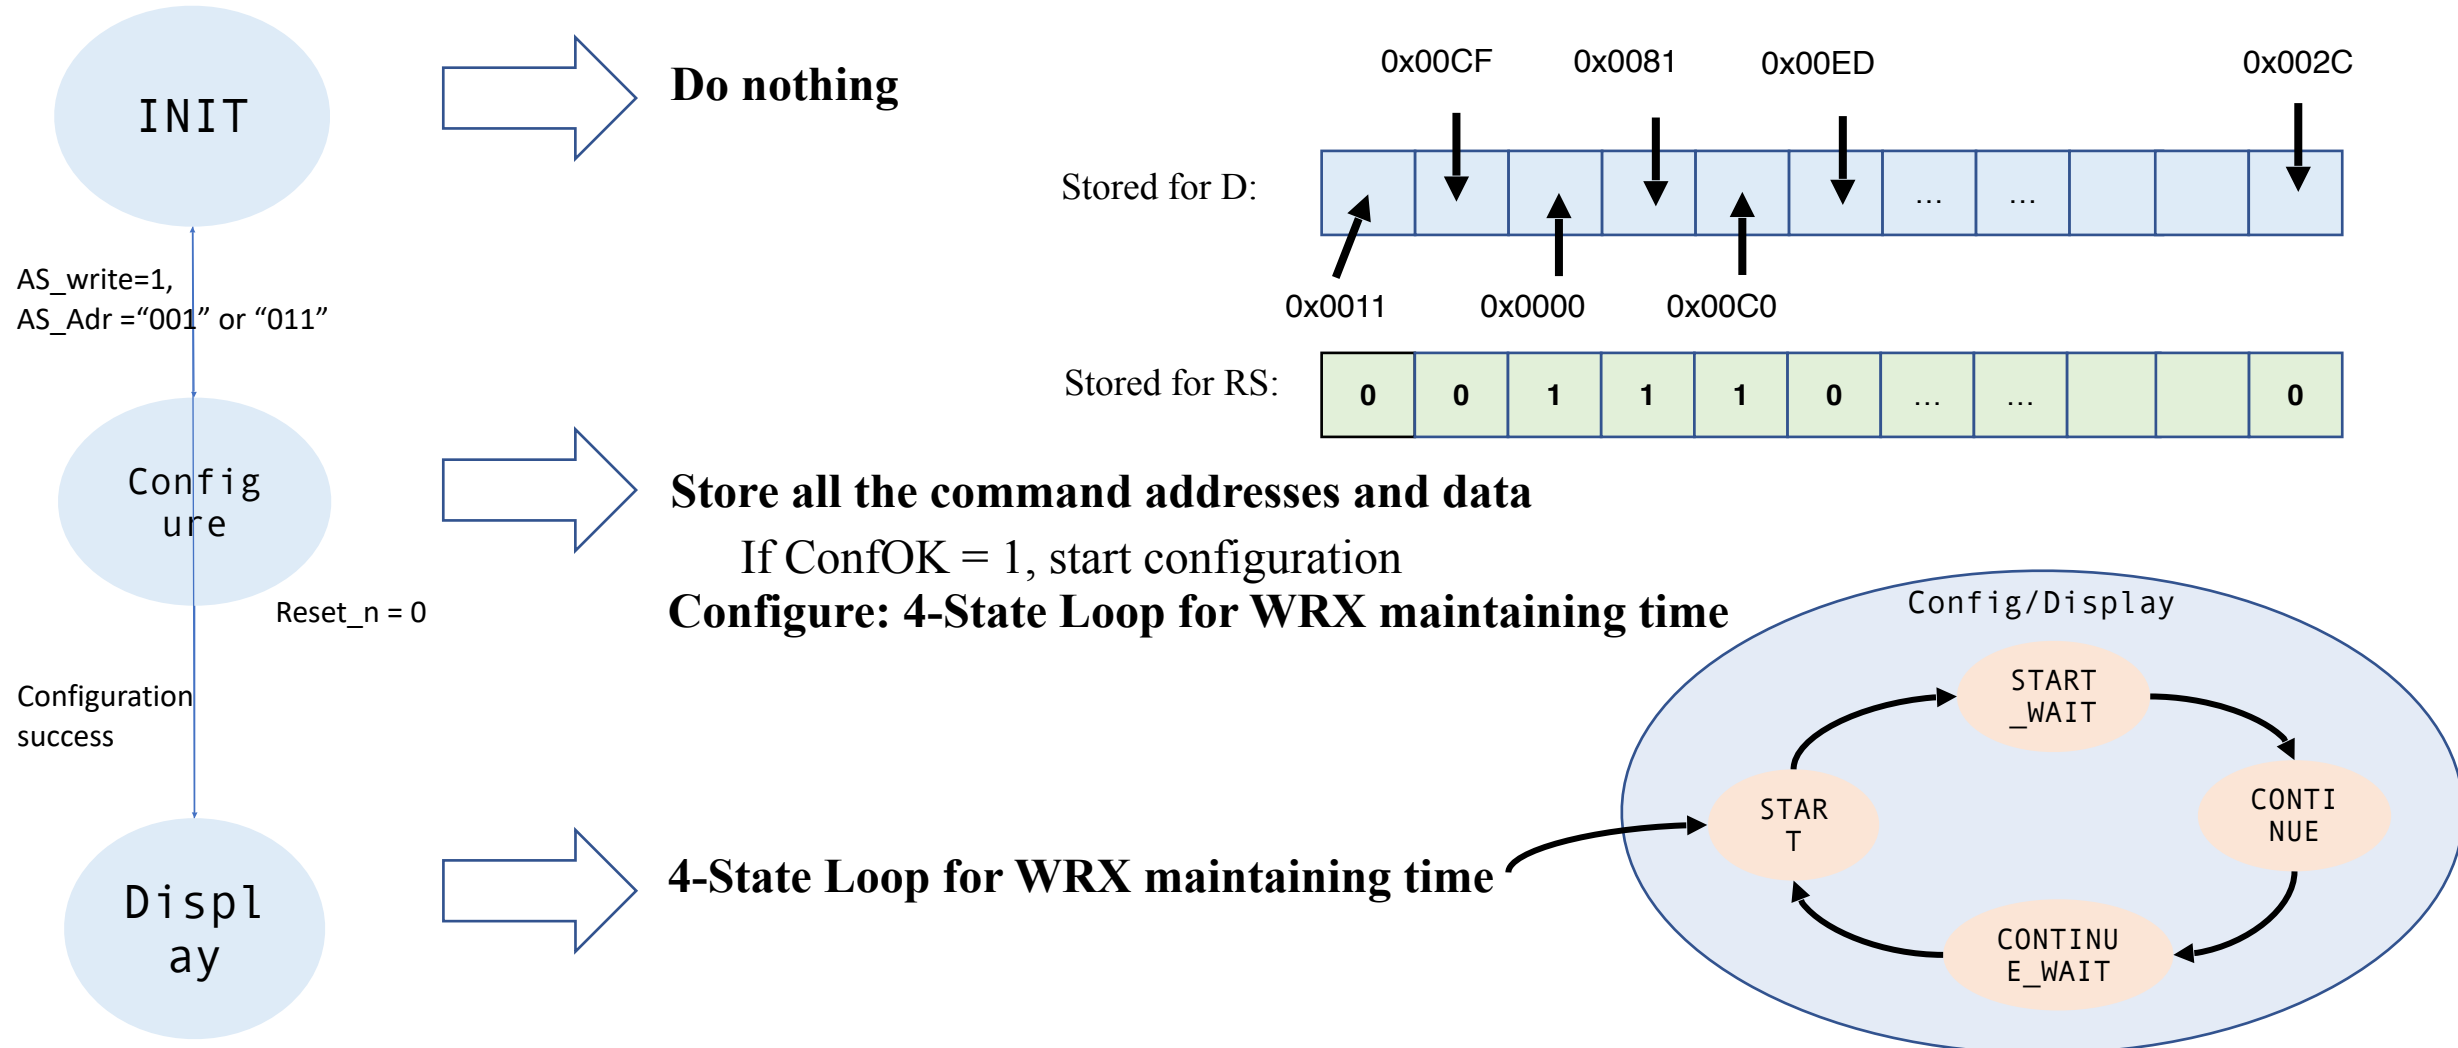 INIT
Do nothing
0x00CF
0x0081
0x00ED
0x002C
Stored for D:
...
...
0x0011
0x0000
0x00C0
AS_write=1,
AS_Adr =“001” or “011”
Stored for RS:
0
0
1
1
1
0
...
...
0
Config
ure
Store all the command addresses and data
If ConfOK = 1, start configuration
Configure: 4-State Loop for WRX maintaining time
Reset_n = 0
Configuration
success
Displ
ay
4-State Loop for WRX maintaining time
Config/Display
START
_WAIT
STAR
T
CONTI
NUE
CONTINU
E_WAIT